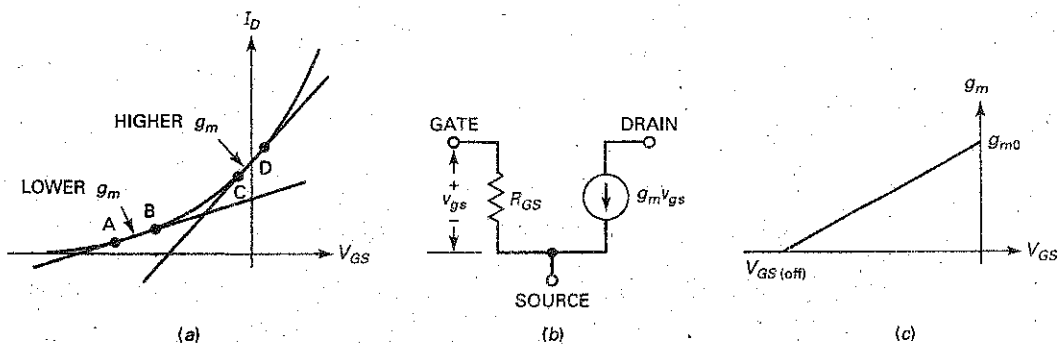 I_D
HIGHER g_m
D
C
LOWER g_m
B
A
V_GS
(a)
GATE
DRAIN
+
v_gs
−
R_GS
g_m v_gs
SOURCE
(b)
g_m
g_m0
V_GS
V_GS(off)
(c)